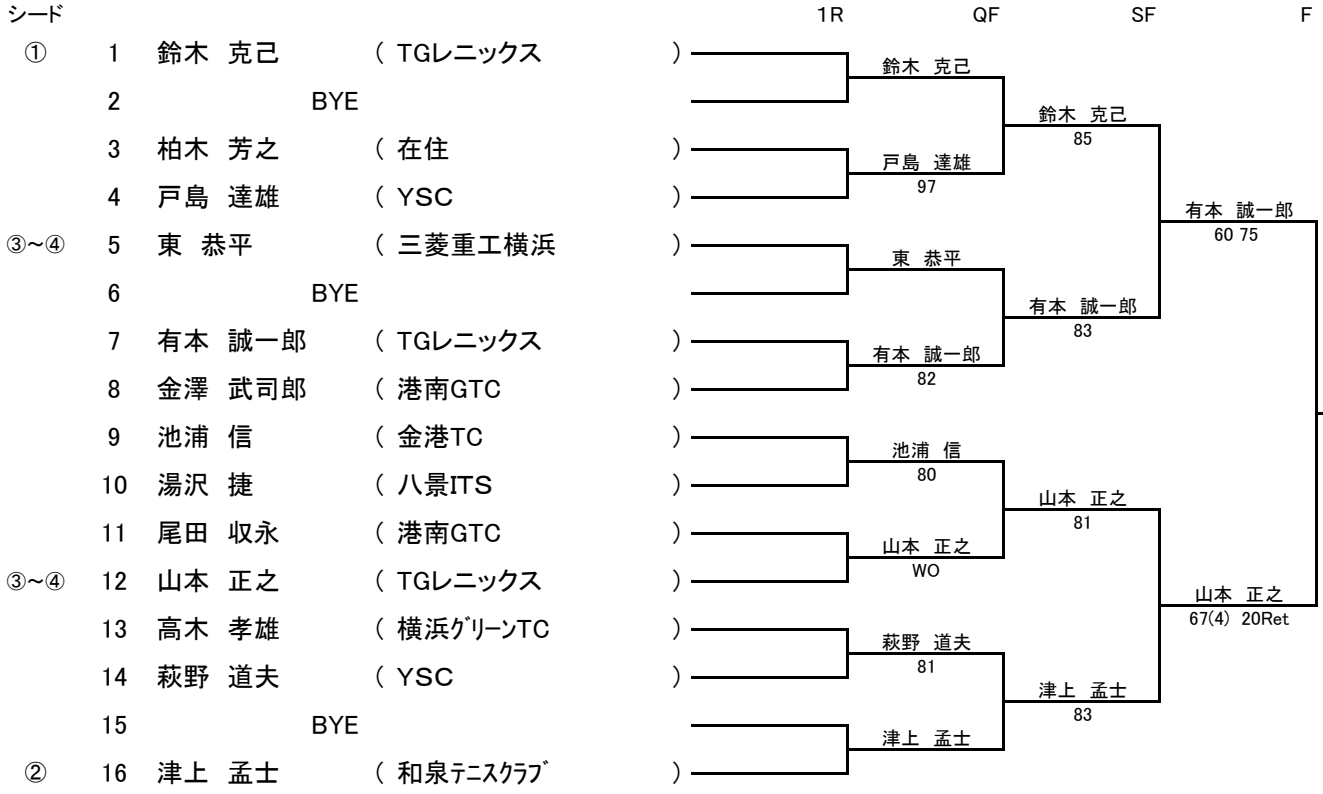 シード 1R QF SF F
① 1 鈴木 克己 ( TGレニックス )
鈴木 克己
2 BYE
鈴木 克己
85
3 柏木 芳之 ( 在住 )
戸島 達雄
97
4 戸島 達雄 ( YSC )
有本 誠一郎
60 75
③～④ 5 東 恭平 ( 三菱重工横浜 )
東 恭平
6 BYE
有本 誠一郎
83
7 有本 誠一郎 ( TGレニックス )
有本 誠一郎
82
8 金澤 武司郎 ( 港南GTC )
9 池浦 信 ( 金港TC )
池浦 信
80
10 湯沢 捷 ( 八景ITS )
山本 正之
81
11 尾田 収永 ( 港南GTC )
山本 正之
WO
③～④ 12 山本 正之 ( TGレニックス )
山本 正之
67(4) 20Ret
13 高木 孝雄 ( 横浜グリーンTC )
萩野 道夫
81
14 萩野 道夫 ( YSC )
津上 孟士
83
15 BYE
津上 孟士
② 16 津上 孟士 ( 和泉テニスクラブ )